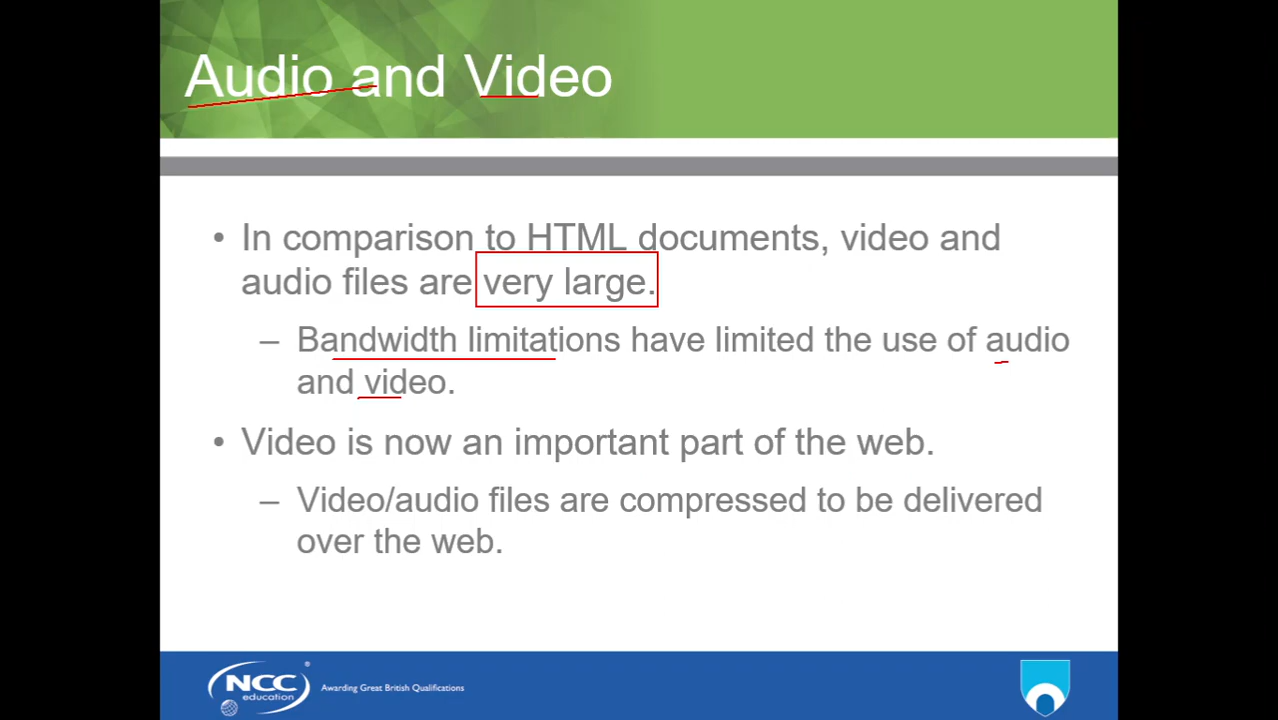 Audio and Video
• In comparison to HTML documents, video and
audio files are very large.
– Bandwidth limitations have limited the use of audio
and video.
• Video is now an important part of the web.
– Video/audio files are compressed to be delivered
over the web.
NCC
education
Awarding Great British Qualifications